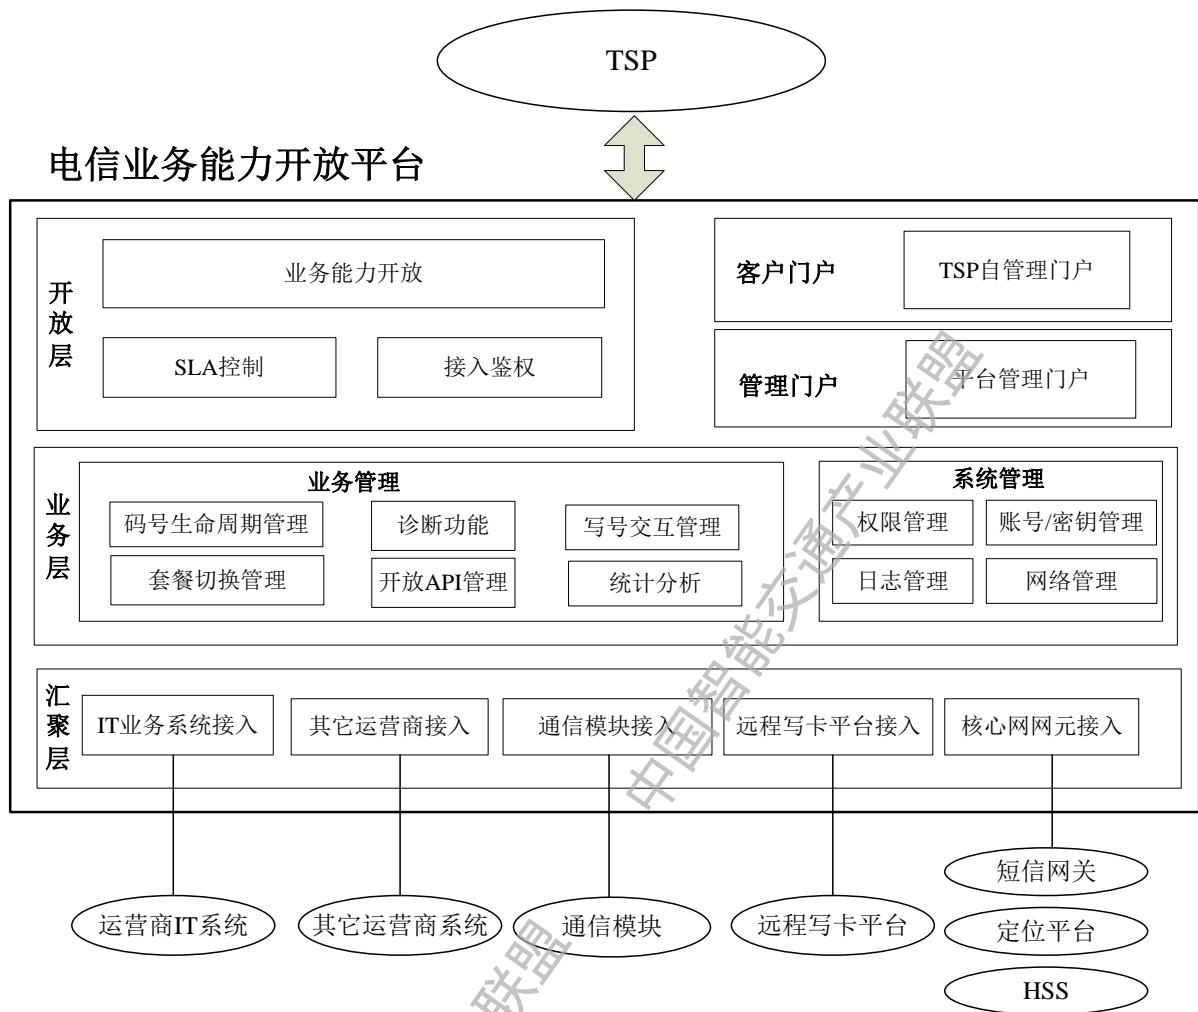 TSP
电信业务能力开放平台
开放层
业务能力开放
SLA控制
接入鉴权
客户门户
TSP自管理门户
管理门户
平台管理门户
业务层
业务管理
码号生命周期管理
诊断功能
写号交互管理
套餐切换管理
开放API管理
统计分析
系统管理
权限管理
账号/密钥管理
日志管理
网络管理
汇聚层
IT业务系统接入
其它运营商接入
通信模块接入
远程写卡平台接入
核心网网元接入
运营商IT系统
其它运营商系统
通信模块
远程写卡平台
短信网关
定位平台
HSS
中国智能交通产业联盟
联盟